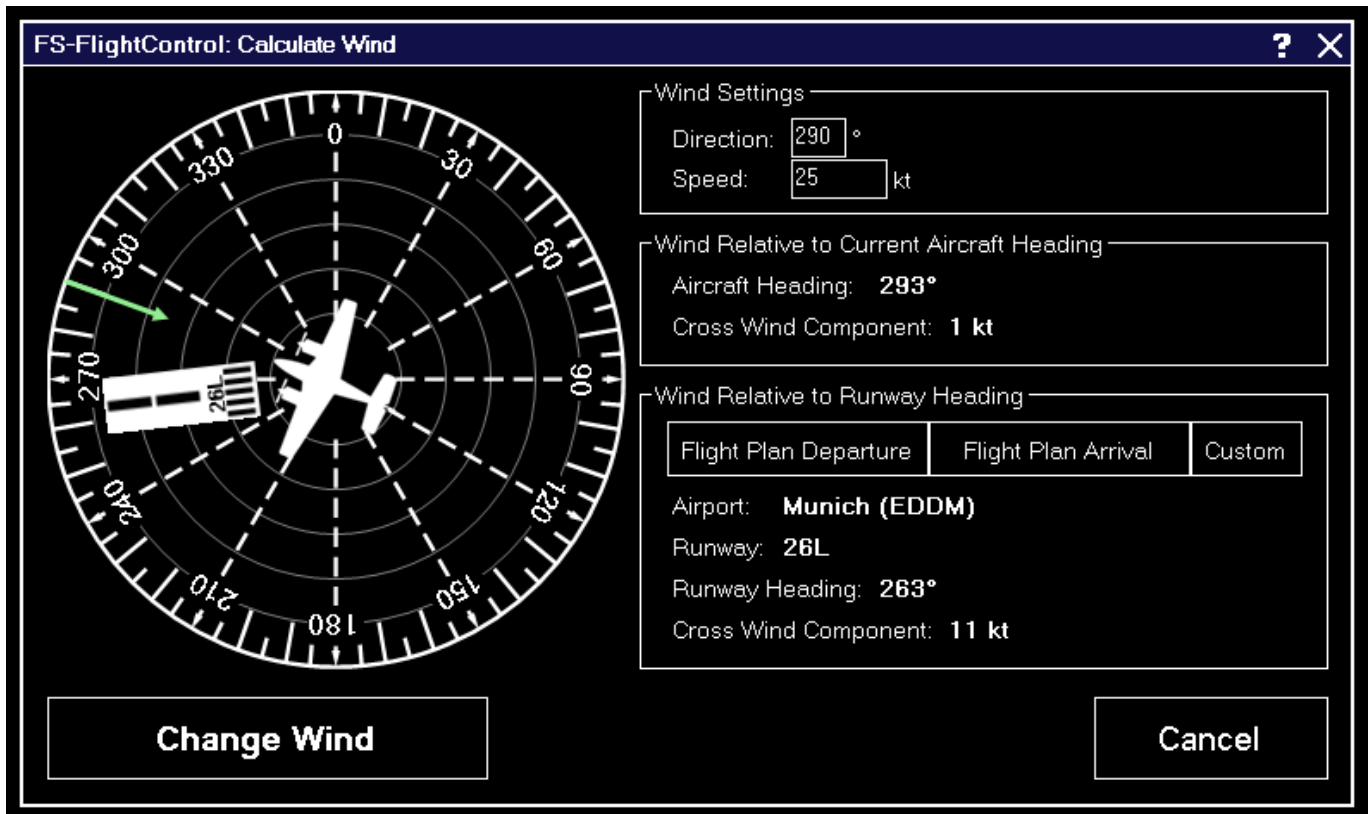 FS-FlightControl: Calculate Wind ? X
0
30
60
90
120
150
180
210
240
270
300
330
26L
Wind Settings
Direction: 290 °
Speed: 25 kt
Wind Relative to Current Aircraft Heading
Aircraft Heading: 293°
Cross Wind Component: 1 kt
Wind Relative to Runway Heading
Flight Plan Departure Flight Plan Arrival Custom
Airport: Munich (EDDM)
Runway: 26L
Runway Heading: 263°
Cross Wind Component: 11 kt
Change Wind
Cancel